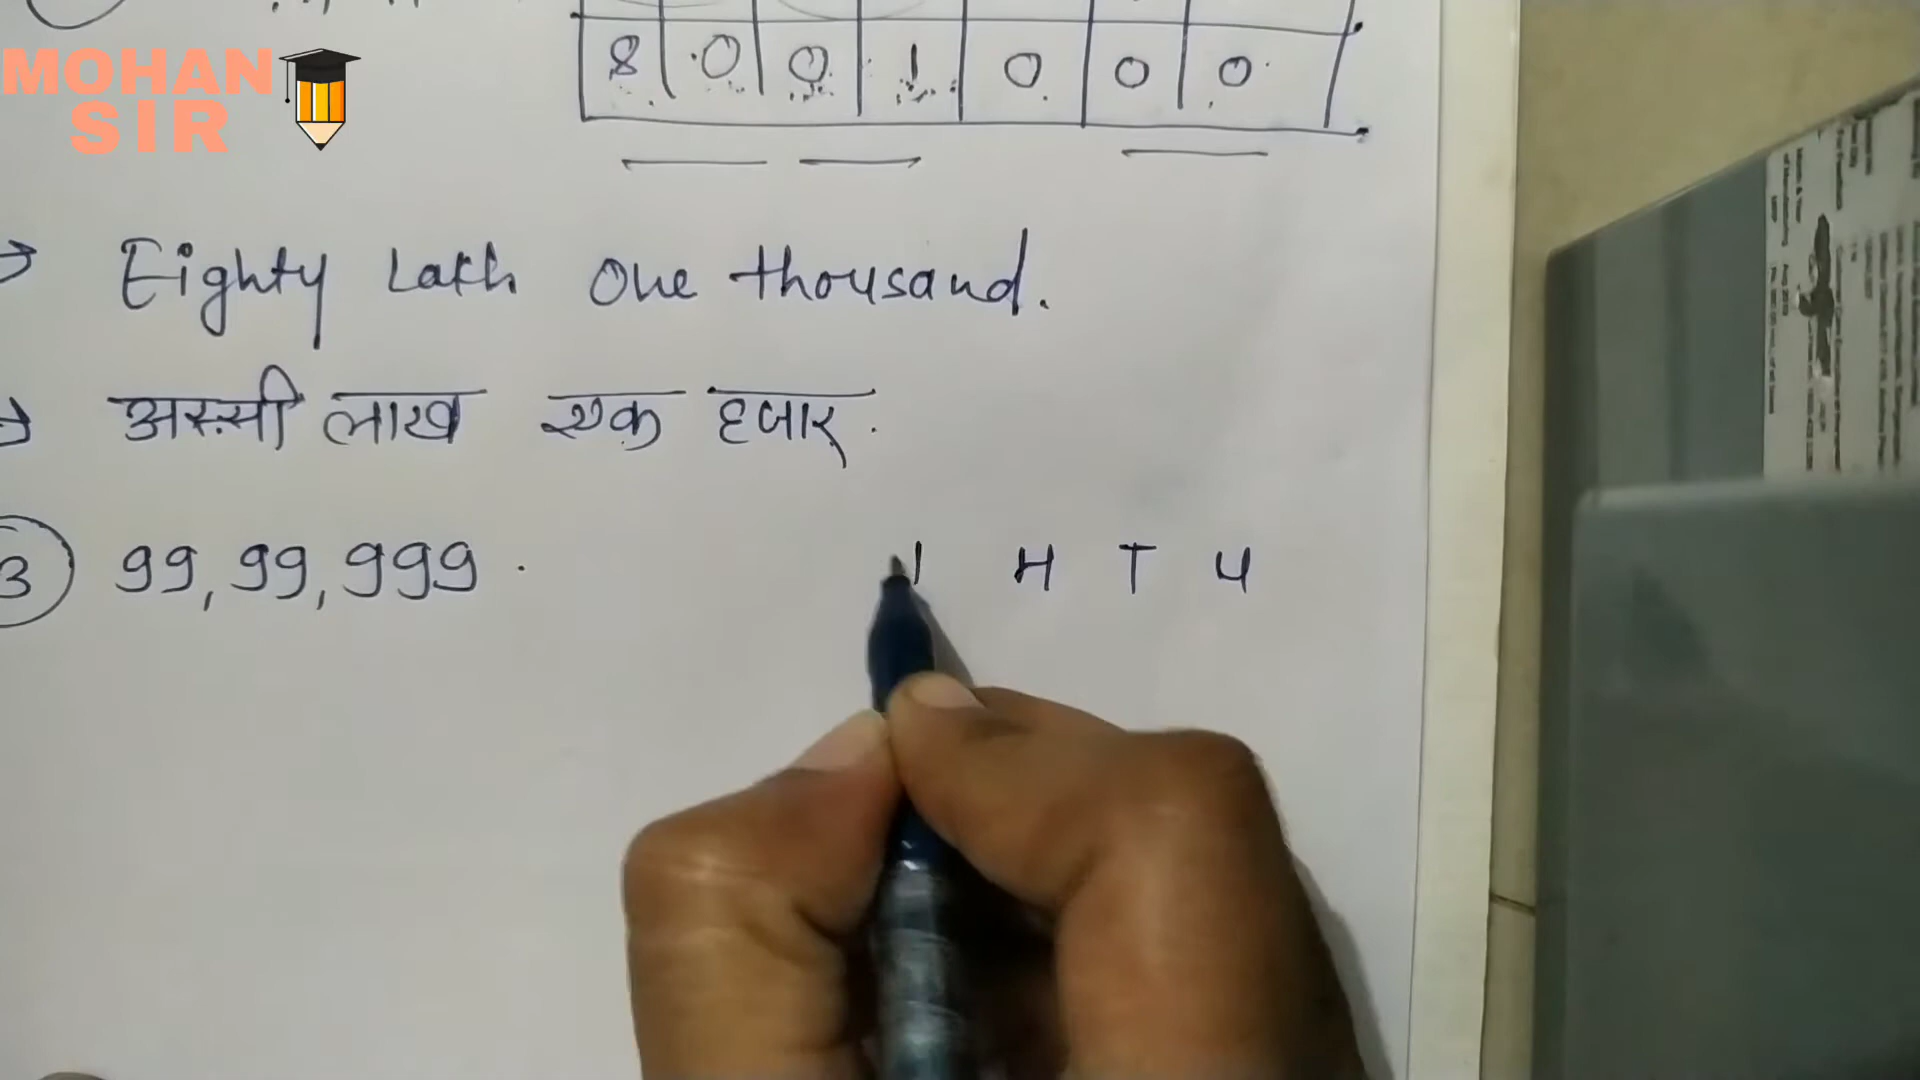 MOHAN
SIR
8 0 0 1 0 0 0
→ Eighty Lakh One thousand.
→ अस्सी लाख एक हजार.
3 99,99,999. H T U